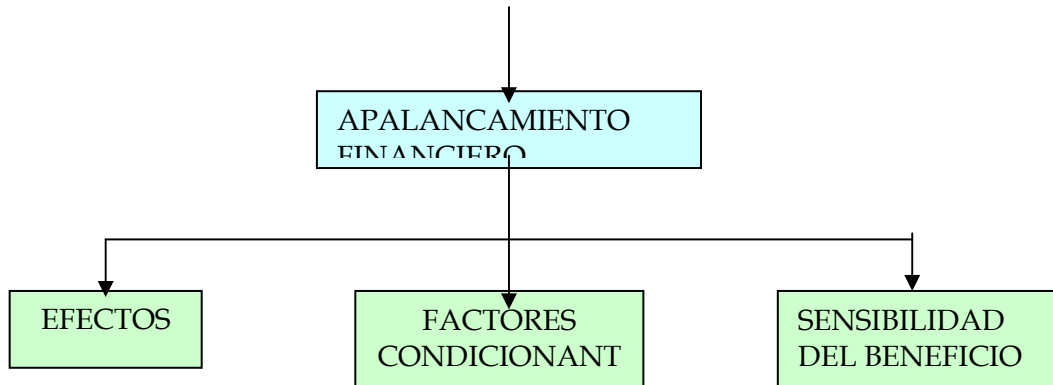 APALANCAMIENTO
FINANCIERO
EFECTOS
FACTORES
CONDICIONANT
SENSIBILIDAD
DEL BENEFICIO